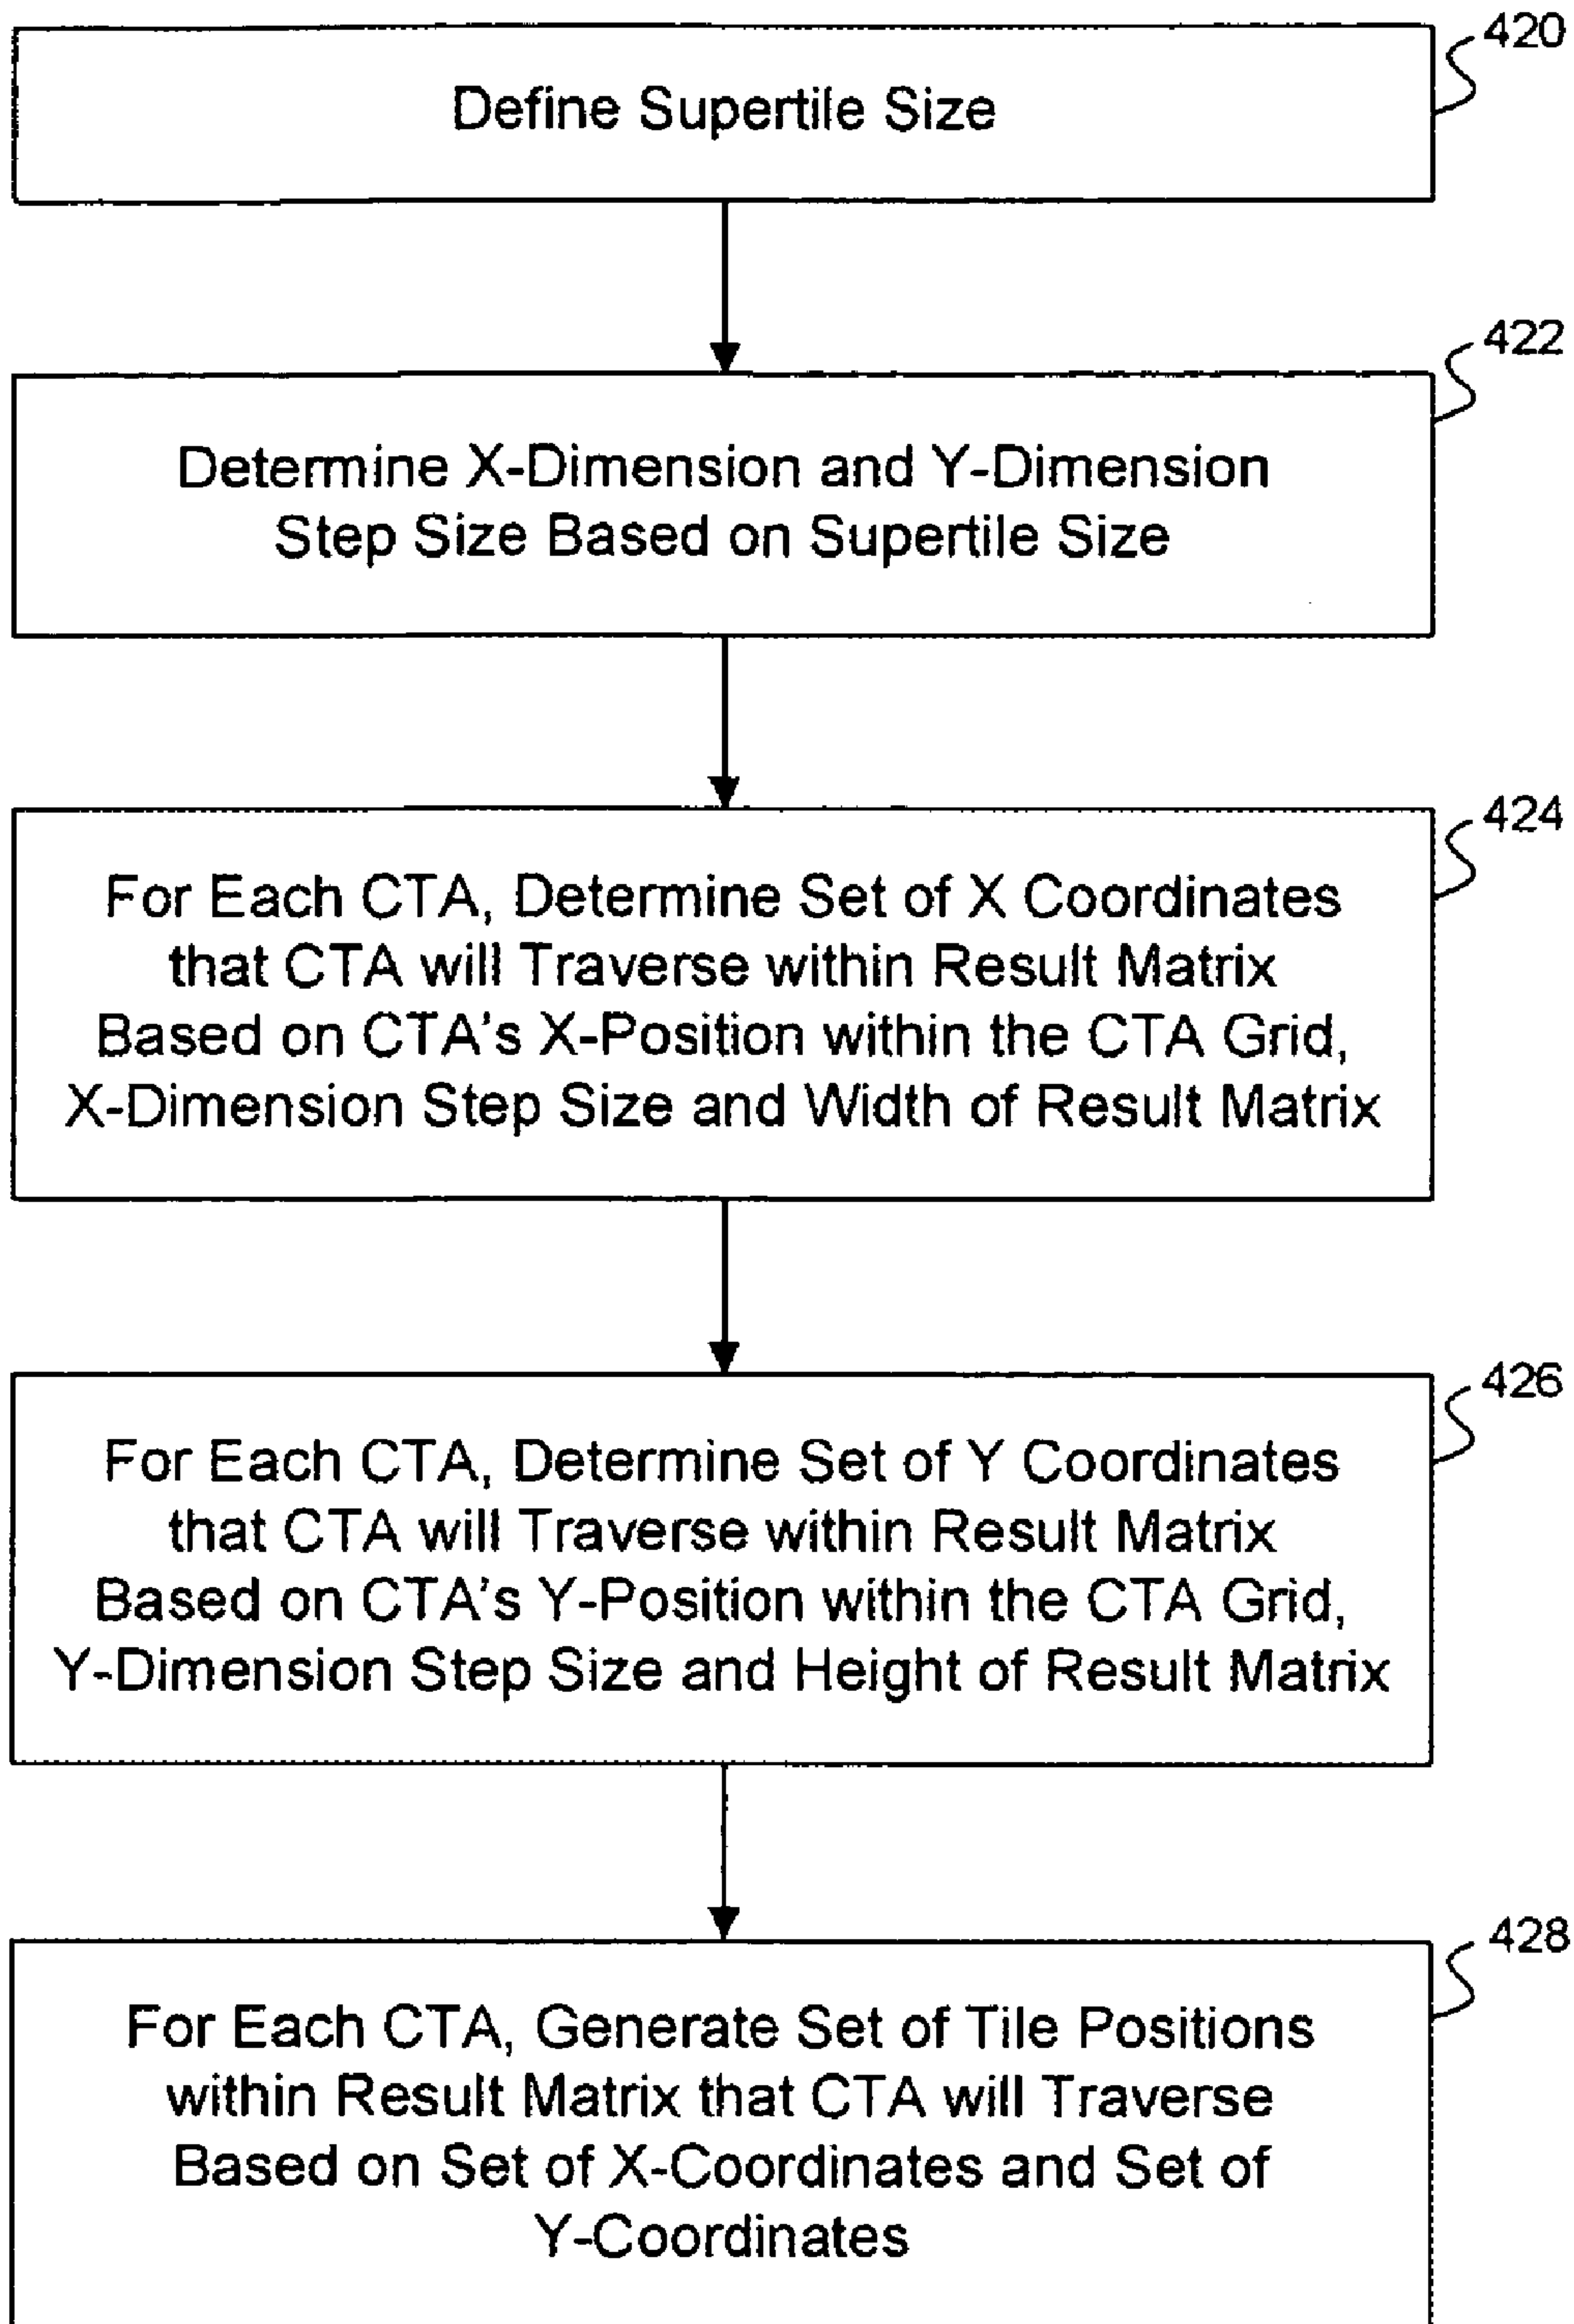 420
Define Supertile Size
422
Determine X-Dimension and Y-Dimension
Step Size Based on Supertile Size
424
For Each CTA, Determine Set of X Coordinates
that CTA will Traverse within Result Matrix
Based on CTA's X-Position within the CTA Grid,
X-Dimension Step Size and Width of Result Matrix
426
For Each CTA, Determine Set of Y Coordinates
that CTA will Traverse within Result Matrix
Based on CTA's Y-Position within the CTA Grid,
Y-Dimension Step Size and Height of Result Matrix
428
For Each CTA, Generate Set of Tile Positions
within Result Matrix that CTA will Traverse
Based on Set of X-Coordinates and Set of
Y-Coordinates